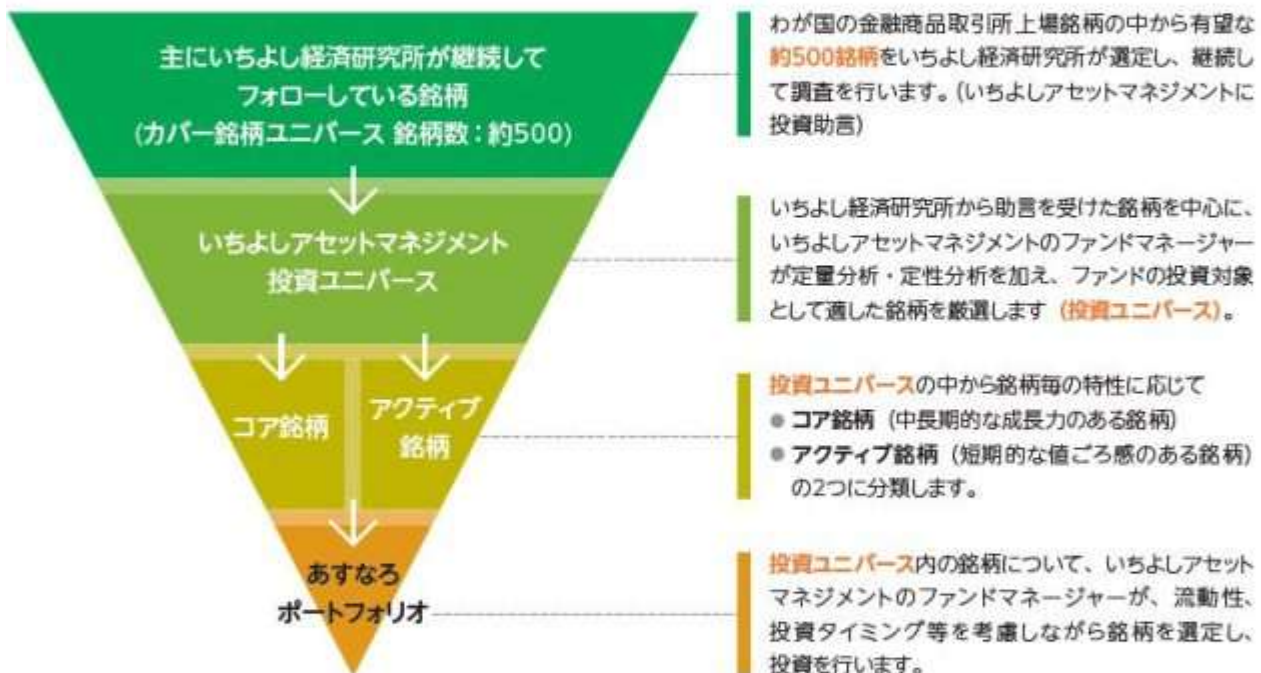 主にいちよし経済研究所が継続して
フォローしている銘柄
(カバー銘柄ユニバース 銘柄数：約500)
わが国の金融商品取引所上場銘柄の中から有望な
約500銘柄をいちよし経済研究所が選定し、継続し
て調査を行います。(いちよしアセットマネジメントに
投資助言)
いちよしアセットマネジメント
投資ユニバース
いちよし経済研究所から助言を受けた銘柄を中心に、
いちよしアセットマネジメントのファンドマネージャー
が定量分析・定性分析を加え、ファンドの投資対象
として適した銘柄を厳選します（投資ユニバース）。
コア銘柄
アクティブ
銘柄
投資ユニバースの中から銘柄毎の特性に応じて
● コア銘柄（中長期的な成長力のある銘柄）
● アクティブ銘柄（短期的な値ごろ感のある銘柄）
の2つに分類します。
あすなろ
ポートフォリオ
投資ユニバース内の銘柄について、いちよしアセット
マネジメントのファンドマネージャーが、流動性、
投資タイミング等を考慮しながら銘柄を選定し、
投資を行います。